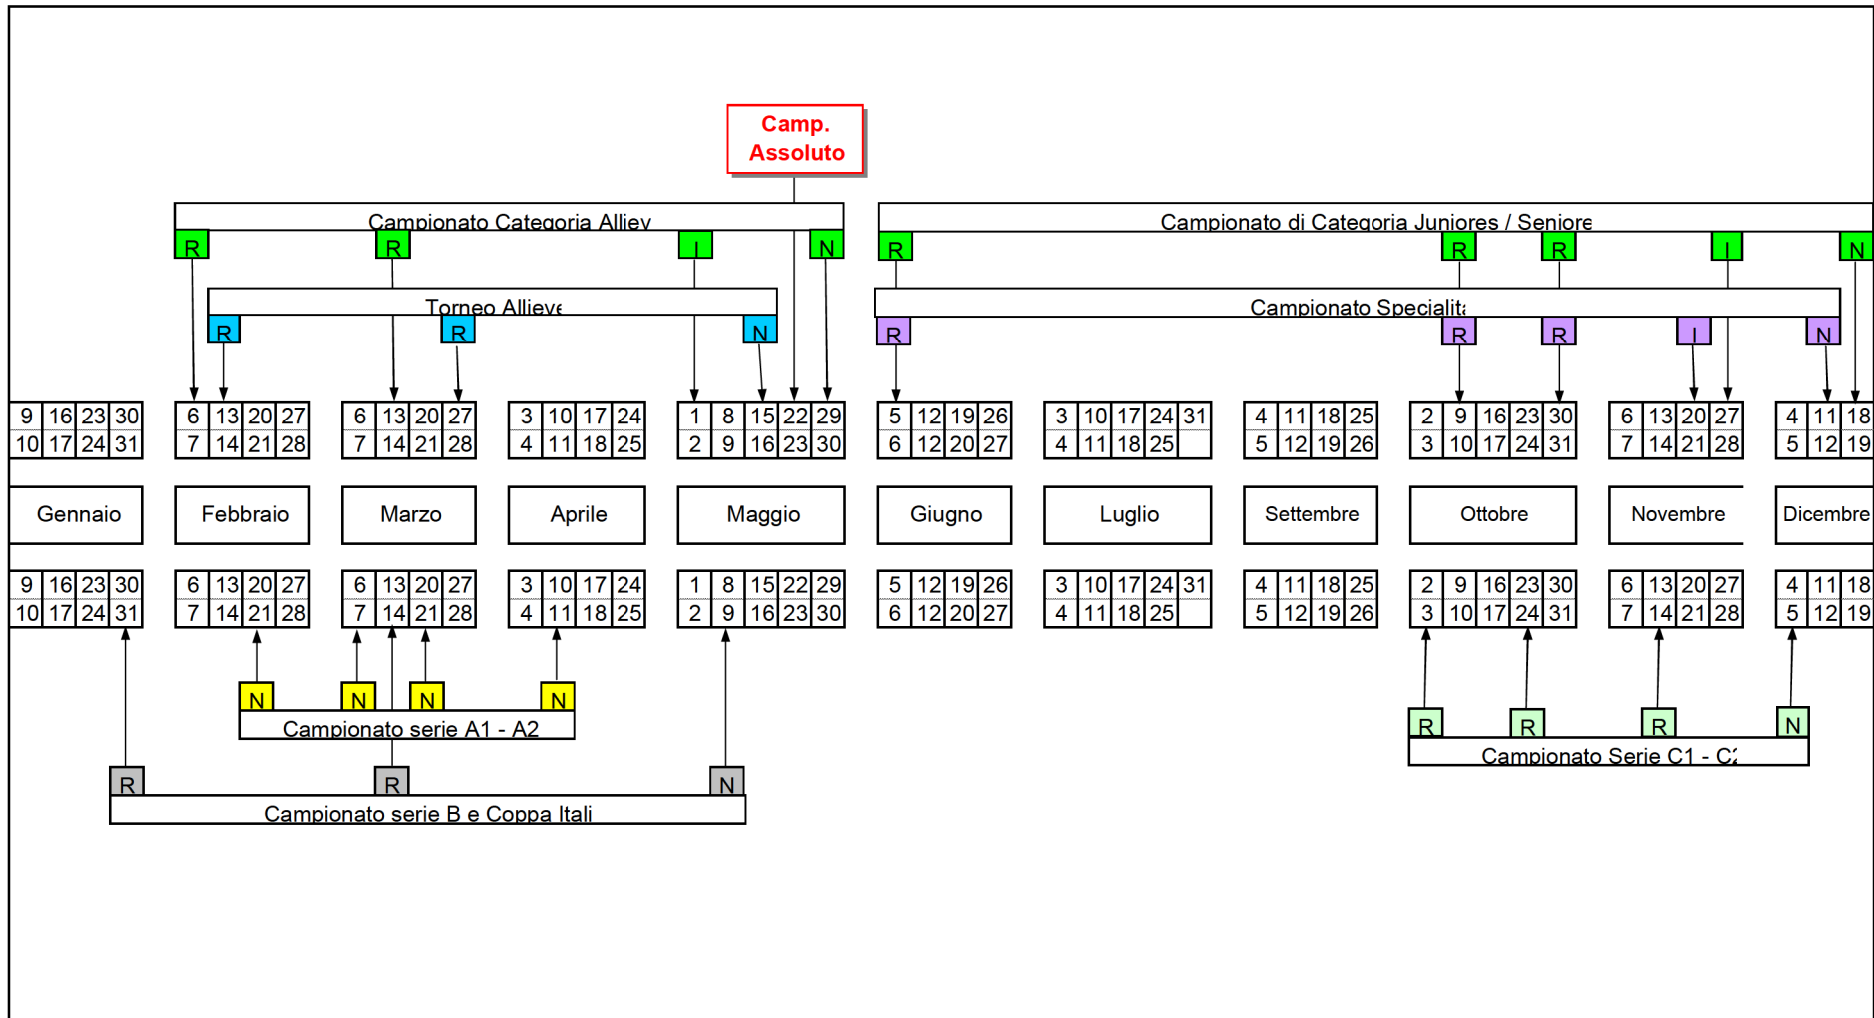 Camp.
Assoluto
Campionato Categoria Alliev
Campionato di Categoria Juniores / Seniore
R R I N R R R I N
Torneo Allieve
Campionato Specialità
R R N R R R I N
9 16 23 30 6 13 20 27 6 13 20 27 3 10 17 24 1 8 15 22 29 5 12 19 26 3 10 17 24 31 4 11 18 25 2 9 16 23 30 6 13 20 27 4 11 18
10 17 24 31 7 14 21 28 7 14 21 28 4 11 18 25 2 9 16 23 30 6 12 20 27 4 11 18 25 5 12 19 26 3 10 17 24 31 7 14 21 28 5 12 19
Gennaio Febbraio Marzo Aprile Maggio Giugno Luglio Settembre Ottobre Novembre Dicembre
9 16 23 30 6 13 20 27 6 13 20 27 3 10 17 24 1 8 15 22 29 5 12 19 26 3 10 17 24 31 4 11 18 25 2 9 16 23 30 6 13 20 27 4 11 18
10 17 24 31 7 14 21 28 7 14 21 28 4 11 18 25 2 9 16 23 30 6 12 20 27 4 11 18 25 5 12 19 26 3 10 17 24 31 7 14 21 28 5 12 19
N N N N
Campionato serie A1 - A2
R R R N
Campionato Serie C1 - C2
R R N
Campionato serie B e Coppa Itali